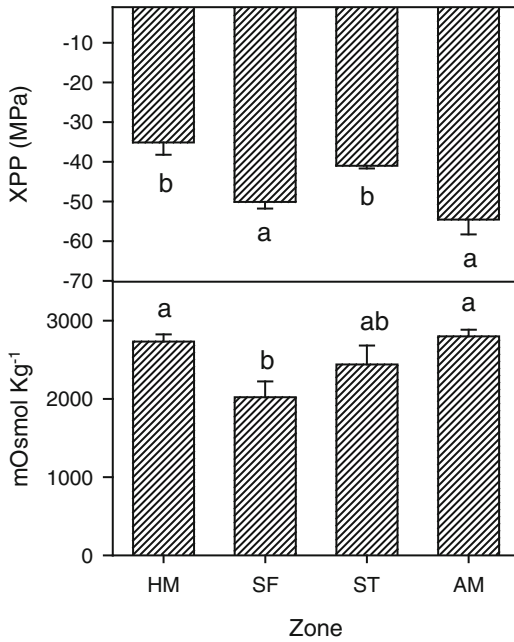 -10
-20
-30
-40
-50
-60
-70
XPP (MPa)
b
a
b
a
3000
2000
1000
0
mOsmol Kg-1
a
b
ab
a
HM SF ST AM
Zone